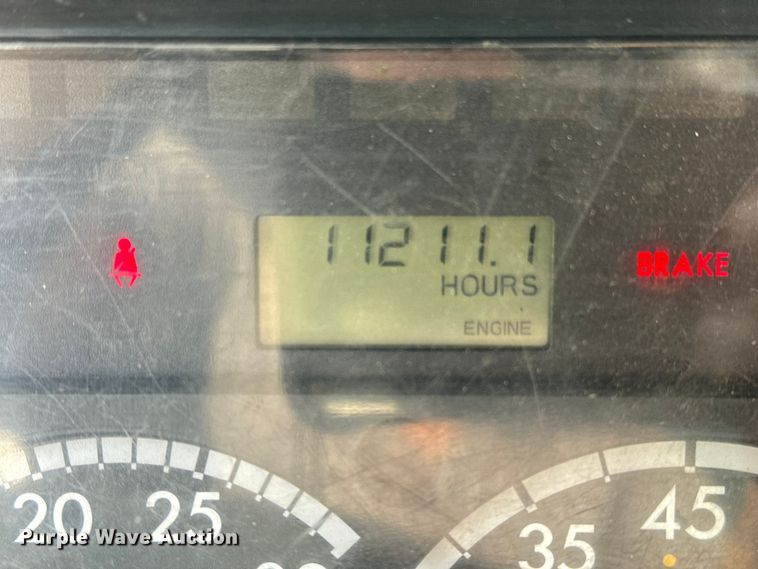 11211.1
HOURS
BRAKE
ENGINE
20 25
35 45
Purple Wave Auction